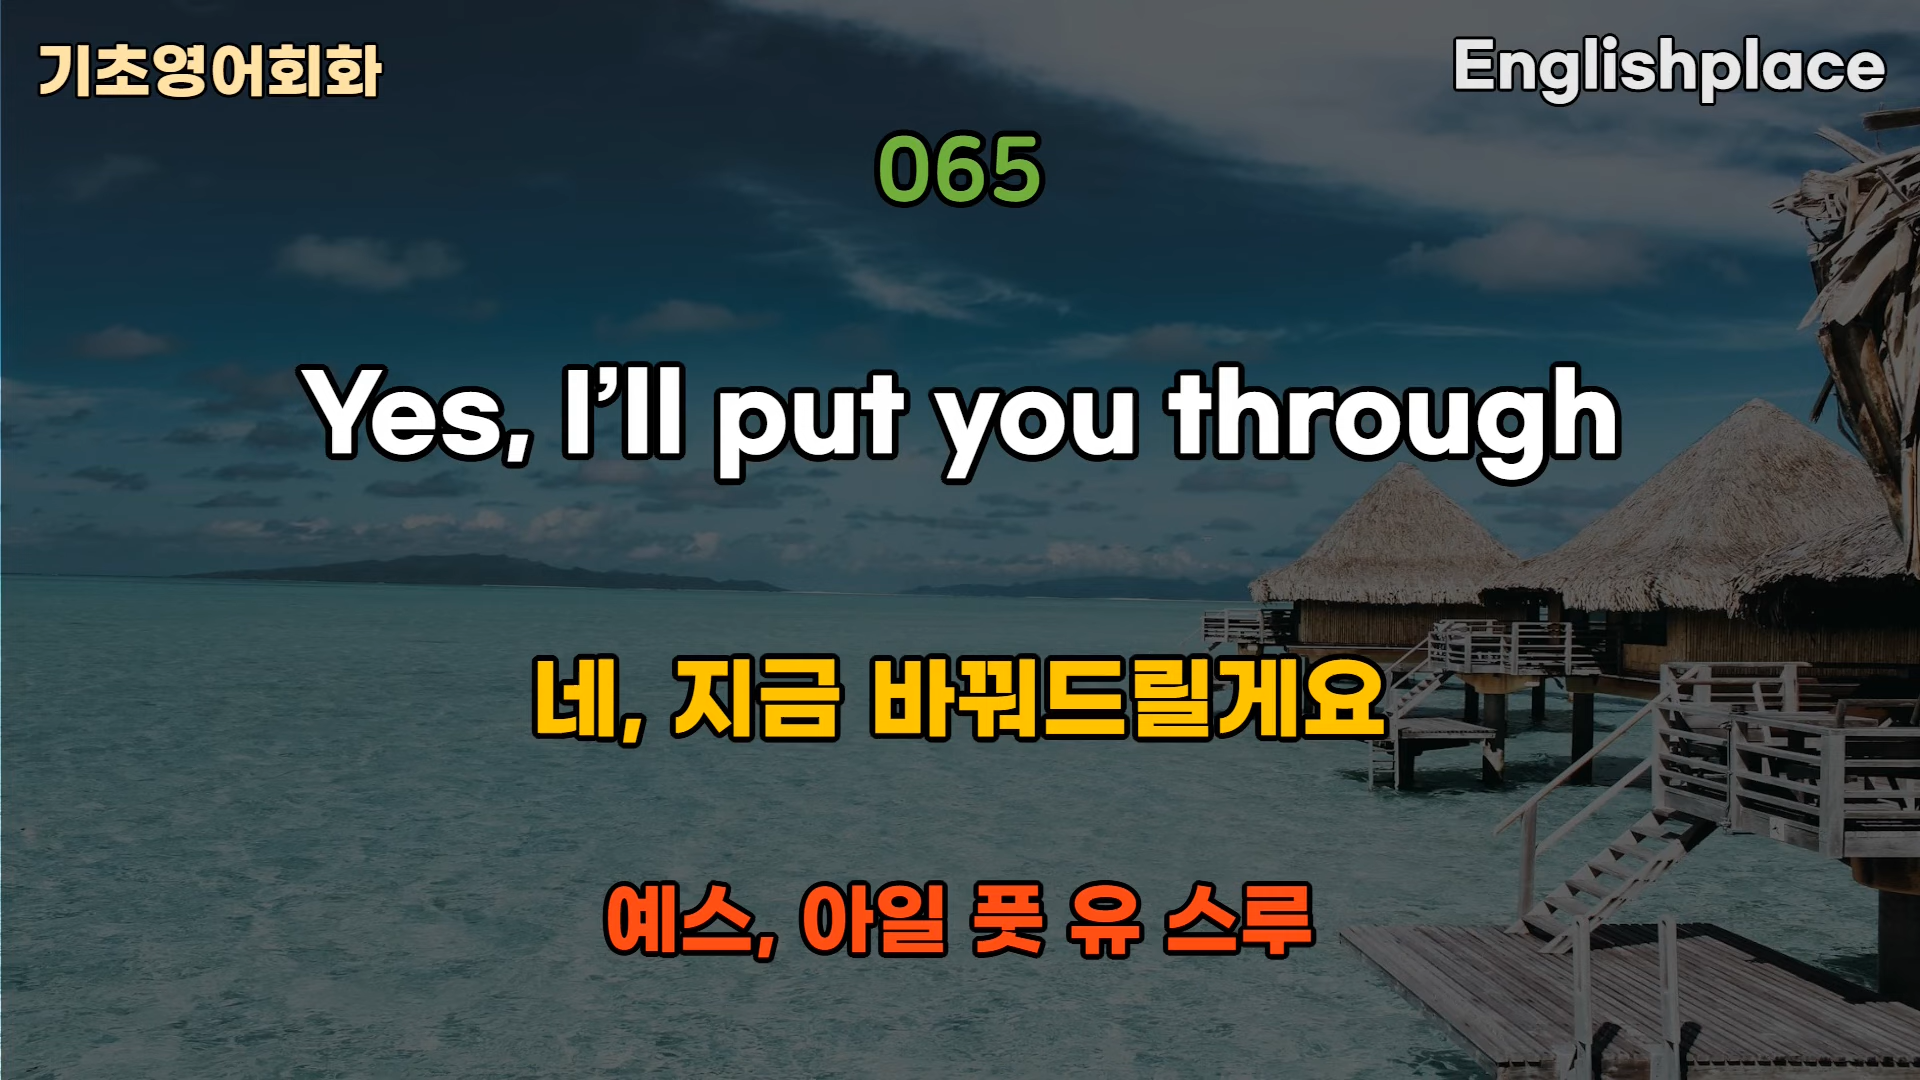 기초영어회화
Englishplace
065
Yes, I’ll put you through
네, 지금 바꿔드릴게요
예스, 아일 풋 유 스루